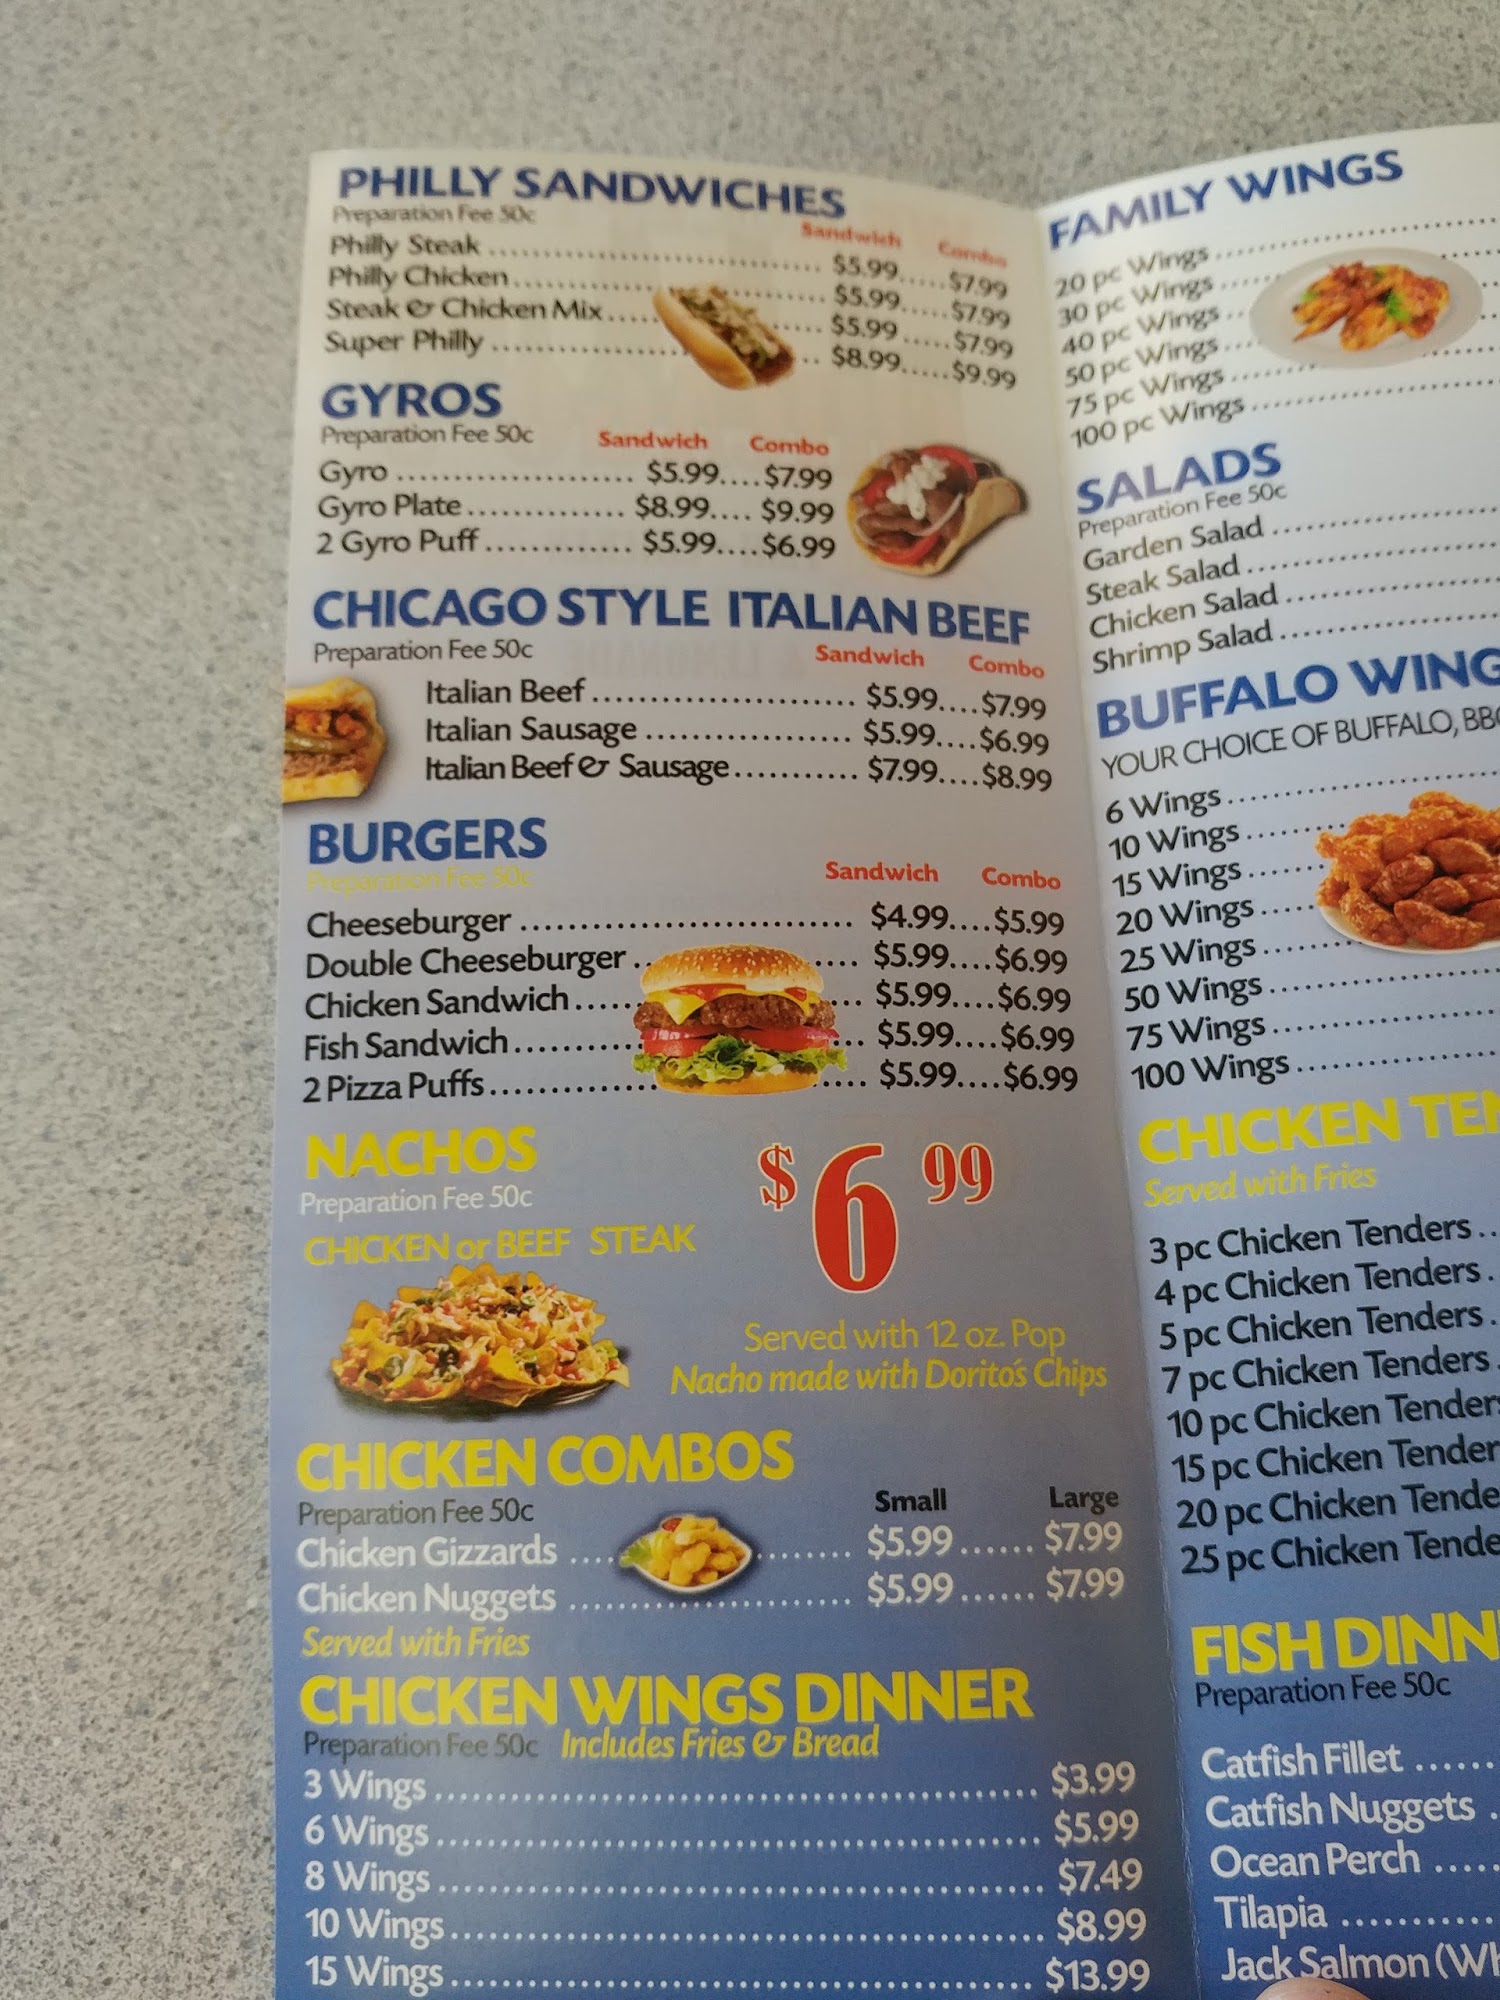 PHILLY SANDWICHES
Preparation Fee 50c
Sandwich Combo
Philly Steak $5.99 $7.99
Philly Chicken $5.99 $7.99
Steak & Chicken Mix $5.99 $7.99
Super Philly $8.99 $9.99
GYROS
Preparation Fee 50c Sandwich Combo
Gyro $5.99 $7.99
Gyro Plate $8.99 $9.99
2 Gyro Puff $5.99 $6.99
CHICAGO STYLE ITALIAN BEEF
Preparation Fee 50c Sandwich Combo
Italian Beef $5.99 $7.99
Italian Sausage $5.99 $6.99
Italian Beef & Sausage $7.99 $8.99
BURGERS
Preparation Fee 50c Sandwich Combo
Cheeseburger $4.99 $5.99
Double Cheeseburger $5.99 $6.99
Chicken Sandwich $5.99 $6.99
Fish Sandwich $5.99 $6.99
2 Pizza Puffs $5.99 $6.99
NACHOS
Preparation Fee 50c
$6 99
CHICKEN or BEEF STEAK
Served with 12 oz. Pop
Nacho made with Dorito's Chips
CHICKEN COMBOS
Preparation Fee 50c Small Large
Chicken Gizzards $5.99 $7.99
Chicken Nuggets $5.99 $7.99
Served with Fries
CHICKEN WINGS DINNER
Preparation Fee 50c Includes Fries & Bread
3 Wings $3.99
6 Wings $5.99
8 Wings $7.49
10 Wings $8.99
15 Wings $13.99
FAMILY WINGS
20 pc Wings
30 pc Wings
40 pc Wings
50 pc Wings
75 pc Wings
100 pc Wings
SALADS
Preparation Fee 50c
Garden Salad
Steak Salad
Chicken Salad
Shrimp Salad
BUFFALO WING
YOUR CHOICE OF BUFFALO, BB
6 Wings
10 Wings
15 Wings
20 Wings
25 Wings
50 Wings
75 Wings
100 Wings
CHICKEN TEN
Served with Fries
3 pc Chicken Tenders
4 pc Chicken Tenders
5 pc Chicken Tenders
7 pc Chicken Tenders
10 pc Chicken Tenders
15 pc Chicken Tender
20 pc Chicken Tende
25 pc Chicken Tende
FISH DINN
Preparation Fee 50c
Catfish Fillet
Catfish Nuggets
Ocean Perch
Tilapia
Jack Salmon (Wh